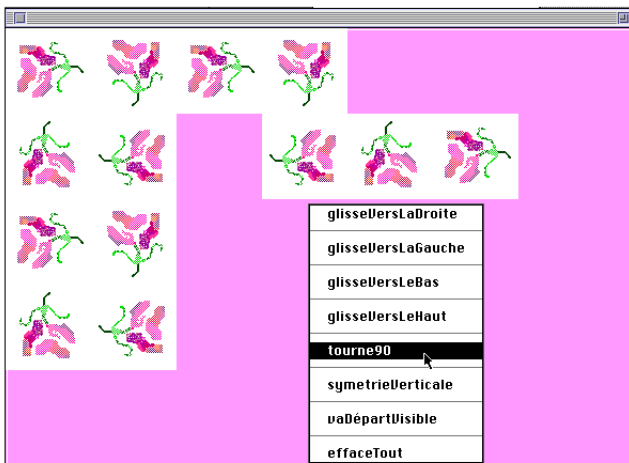 glisseVersLaDroite
glisseVersLaGauche
glisseVersLeBas
glisseVersLeHaut
tourne90
symetrieVerticale
vaDépartVisible
effaceTout